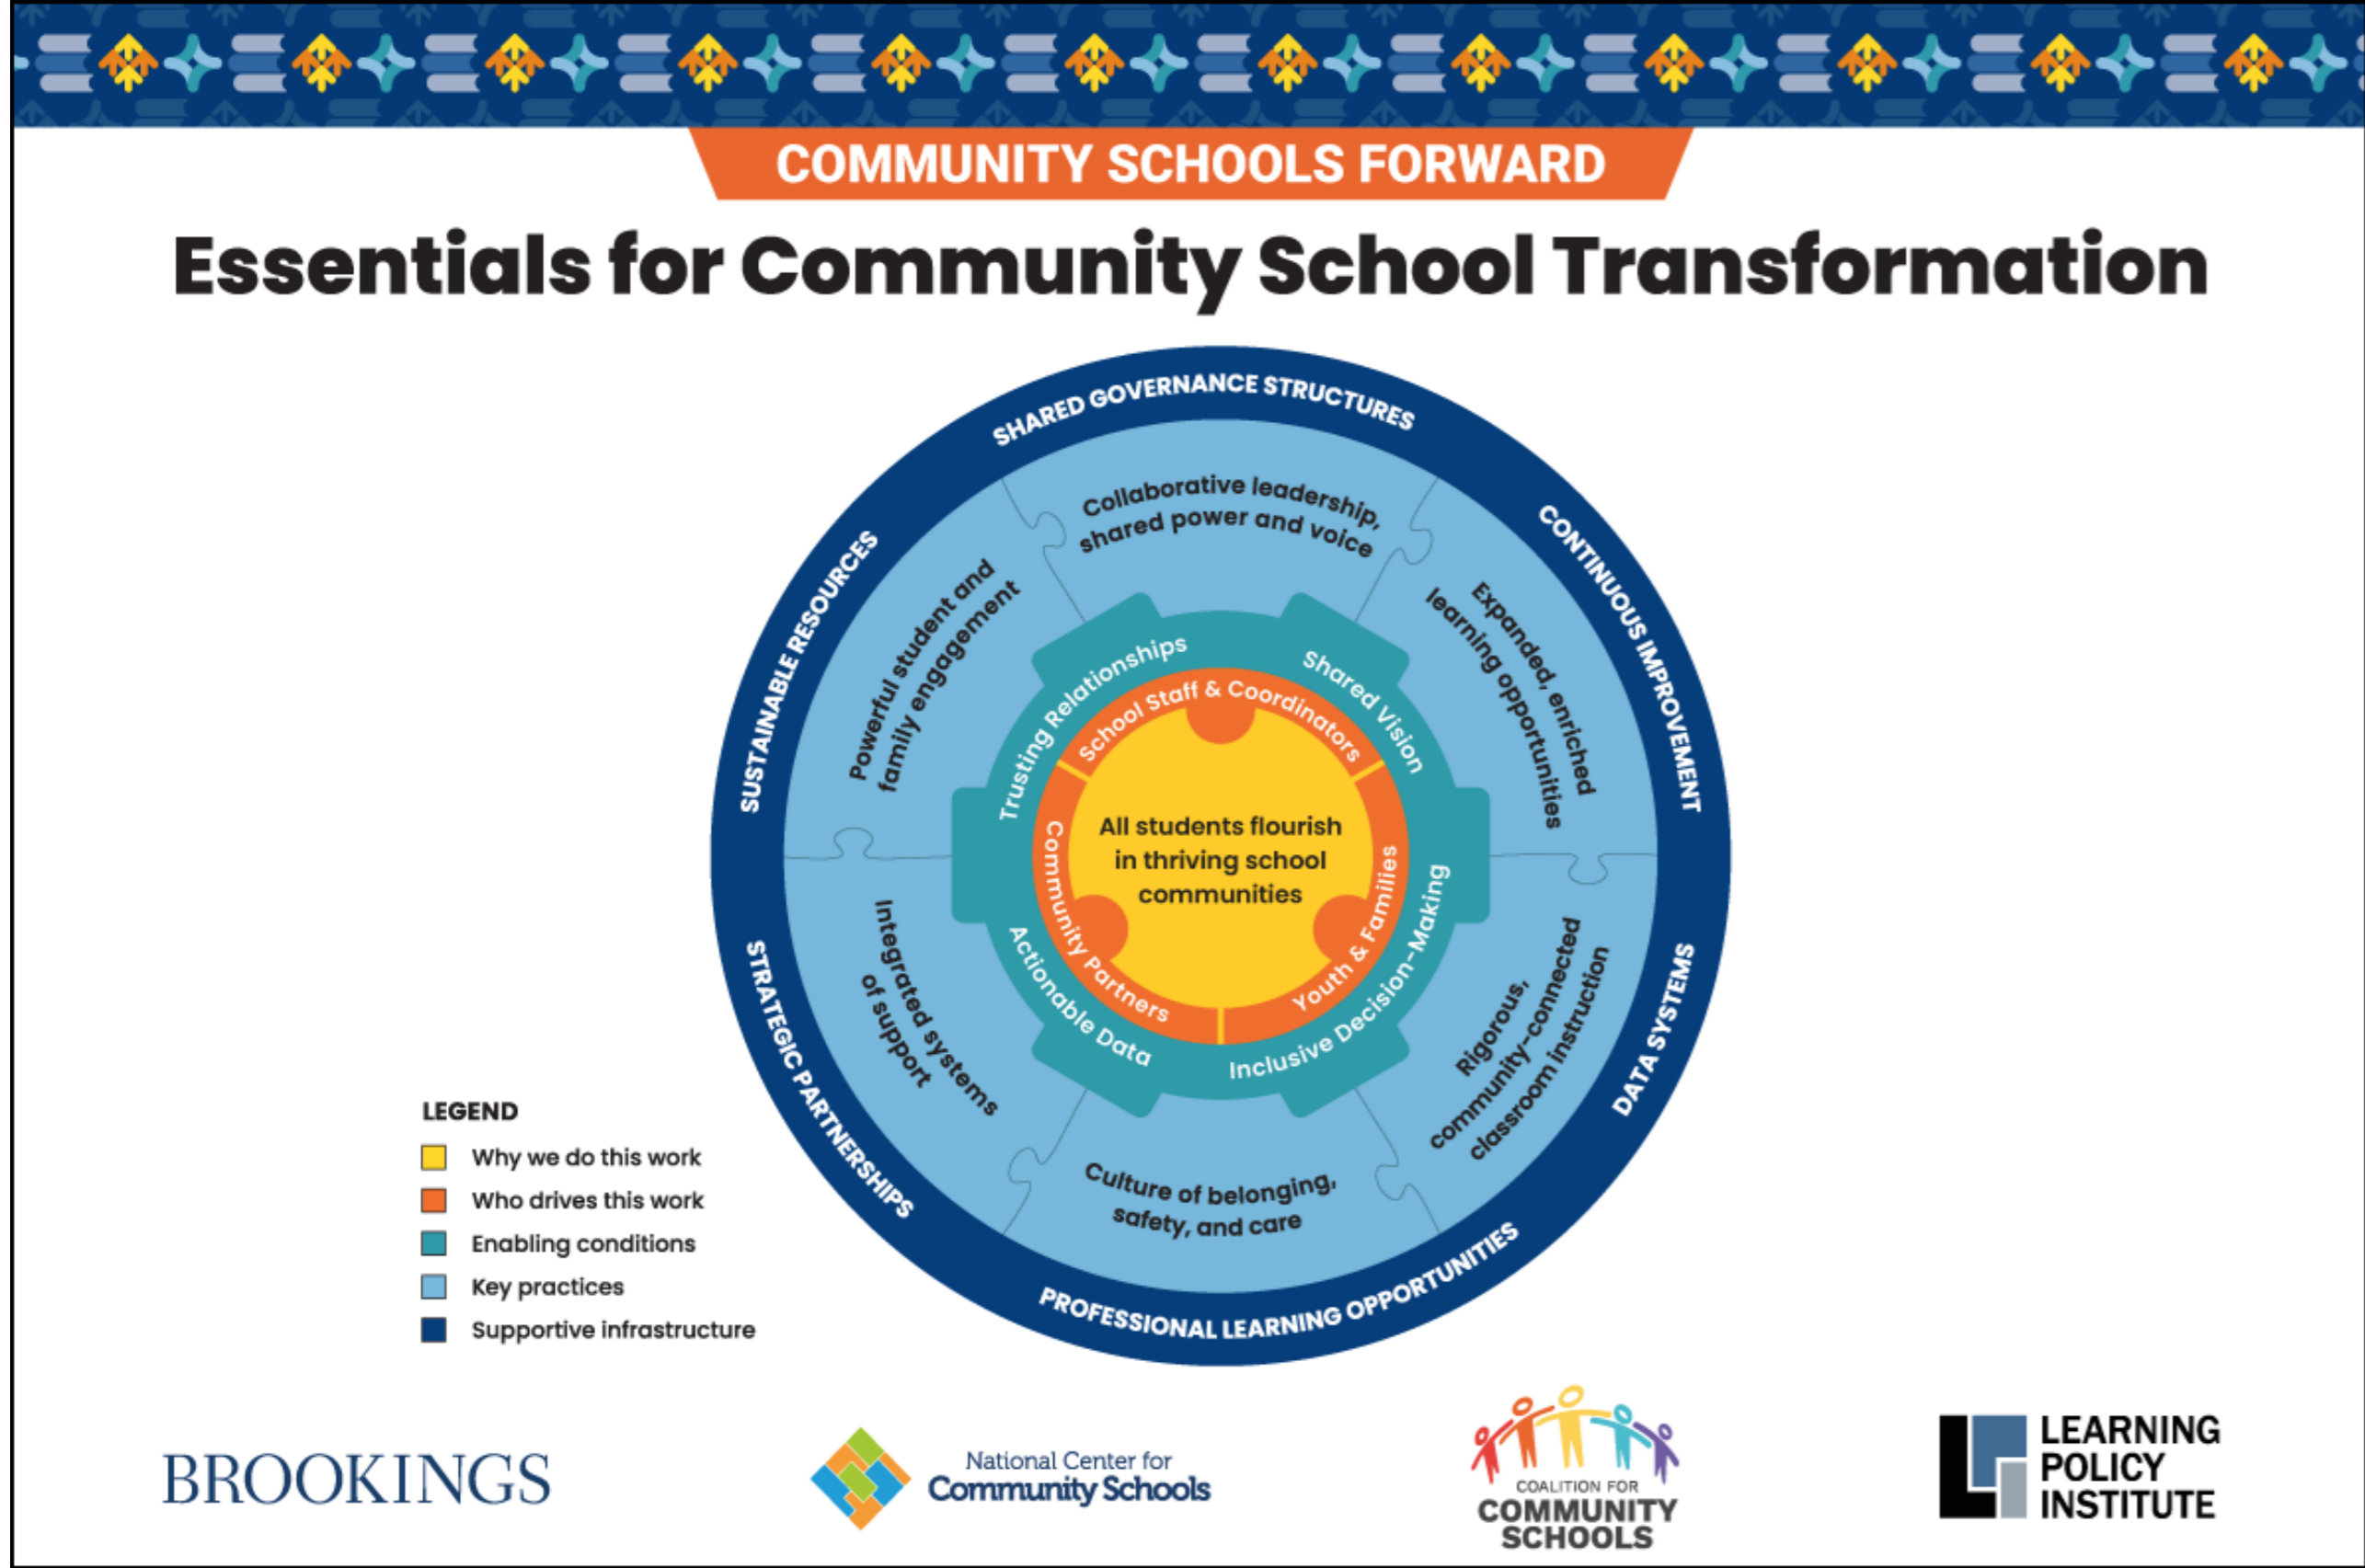 COMMUNITY SCHOOLS FORWARD
Essentials for Community School Transformation
SHARED GOVERNANCE STRUCTURES
CONTINUOUS IMPROVEMENT
DATA SYSTEMS
PROFESSIONAL LEARNING OPPORTUNITIES
STRATEGIC PARTNERSHIPS
SUSTAINABLE RESOURCES
Collaborative leadership,
shared power and voice
Expanded, enriched
learning opportunities
Rigorous,
community-connected
classroom instruction
Culture of belonging,
safety, and care
Integrated systems
of support
Powerful student and
family engagement
Trusting Relationships
Shared Vision
Inclusive Decision-Making
Actionable Data
School Staff & Coordinators
Youth & Families
Community Partners
All students flourish
in thriving school
communities
LEGEND
Why we do this work
Who drives this work
Enabling conditions
Key practices
Supportive infrastructure
BROOKINGS
National Center for
Community Schools
COALITION FOR
COMMUNITY
SCHOOLS
LEARNING
POLICY
INSTITUTE